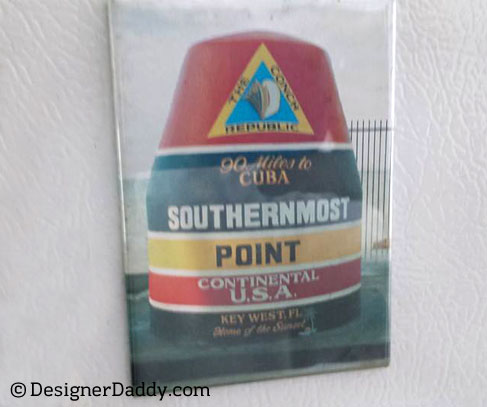 THE CONCH
REPUBLIC
90 Miles to
CUBA
SOUTHERNMOST
POINT
CONTINENTAL
U.S.A.
KEY WEST, FL
Home of the Sunset
© DesignerDaddy.com